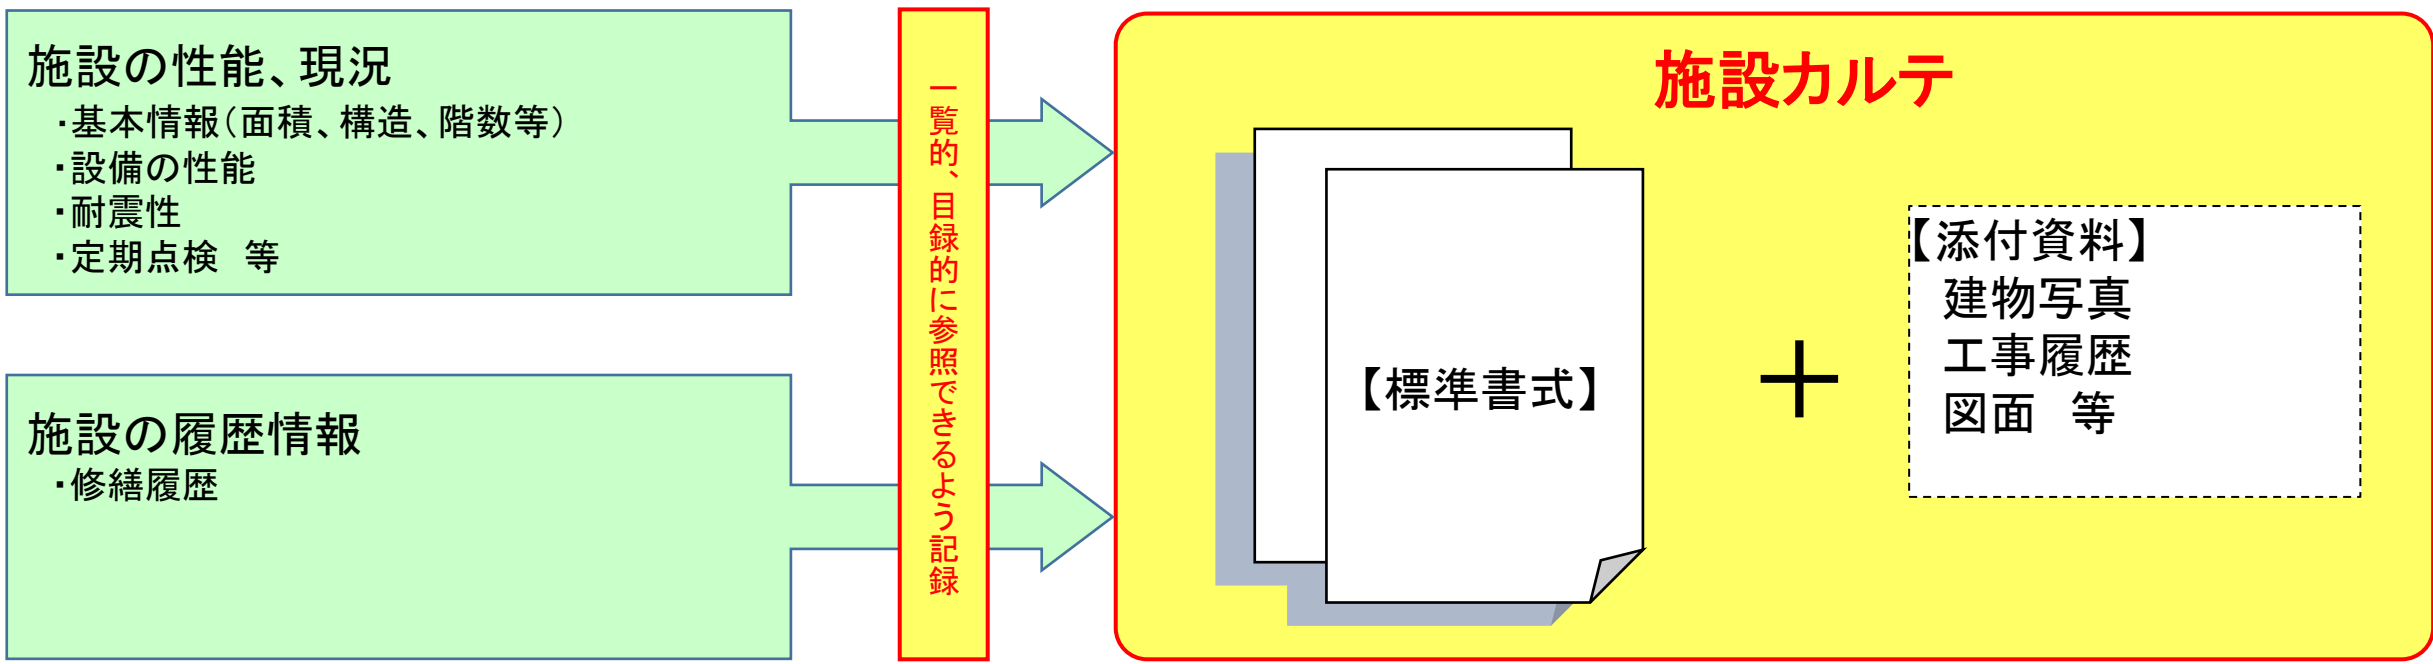 施設の性能、現況
・基本情報(面積、構造、階数等)
・設備の性能
・耐震性
・定期点検　等
施設の履歴情報
・修繕履歴
一覧的、目録的に参照できるよう記録
施設カルテ
【標準書式】
＋
【添付資料】
建物写真
工事履歴
図面　等